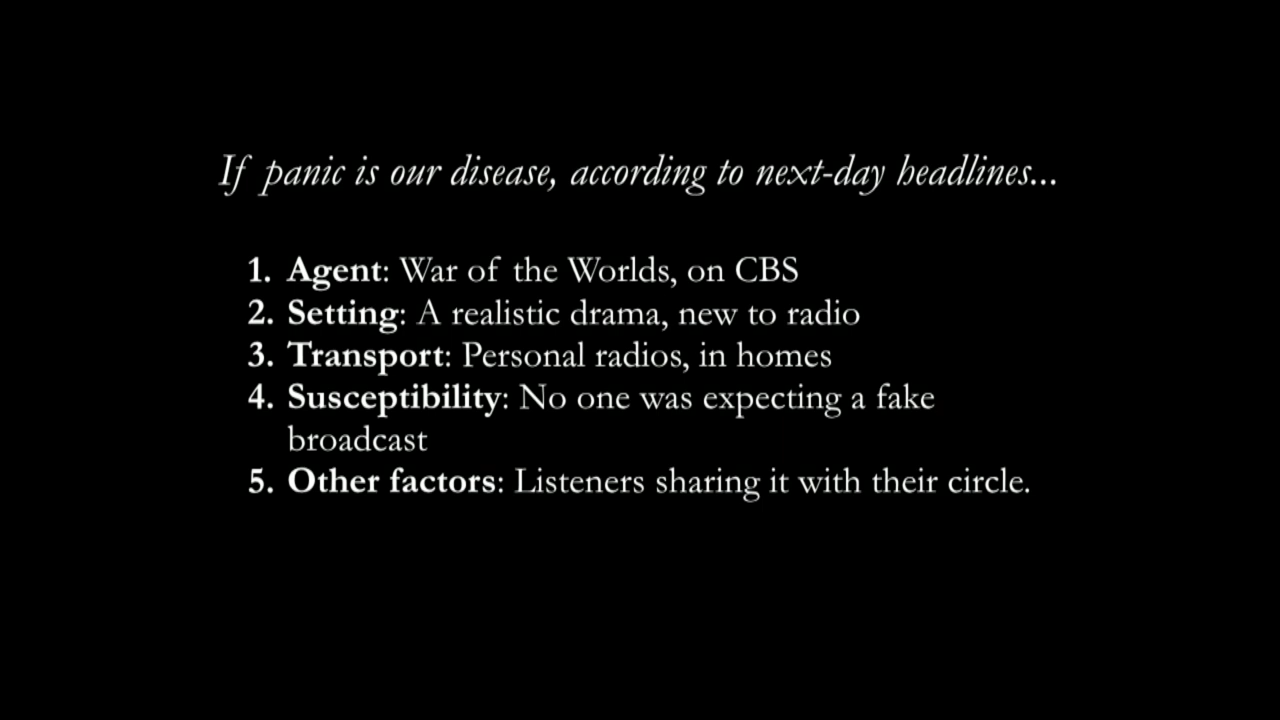 If panic is our disease, according to next-day headlines...
1. Agent: War of the Worlds, on CBS
2. Setting: A realistic drama, new to radio
3. Transport: Personal radios, in homes
4. Susceptibility: No one was expecting a fake
broadcast
5. Other factors: Listeners sharing it with their circle.